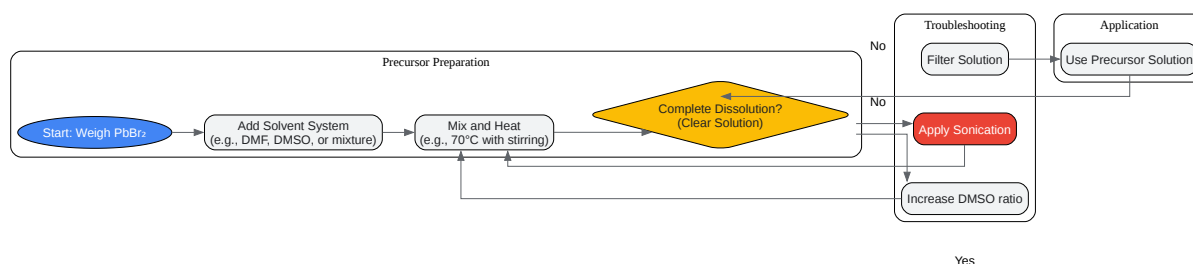 Troubleshooting
Application
No
Filter Solution
Use Precursor Solution
Precursor Preparation
No
Complete Dissolution?
(Clear Solution)
Start: Weigh PbBr₂
Add Solvent System
(e.g., DMF, DMSO, or mixture)
Mix and Heat
(e.g., 70°C with stirring)
Apply Sonication
Increase DMSO ratio
Yes